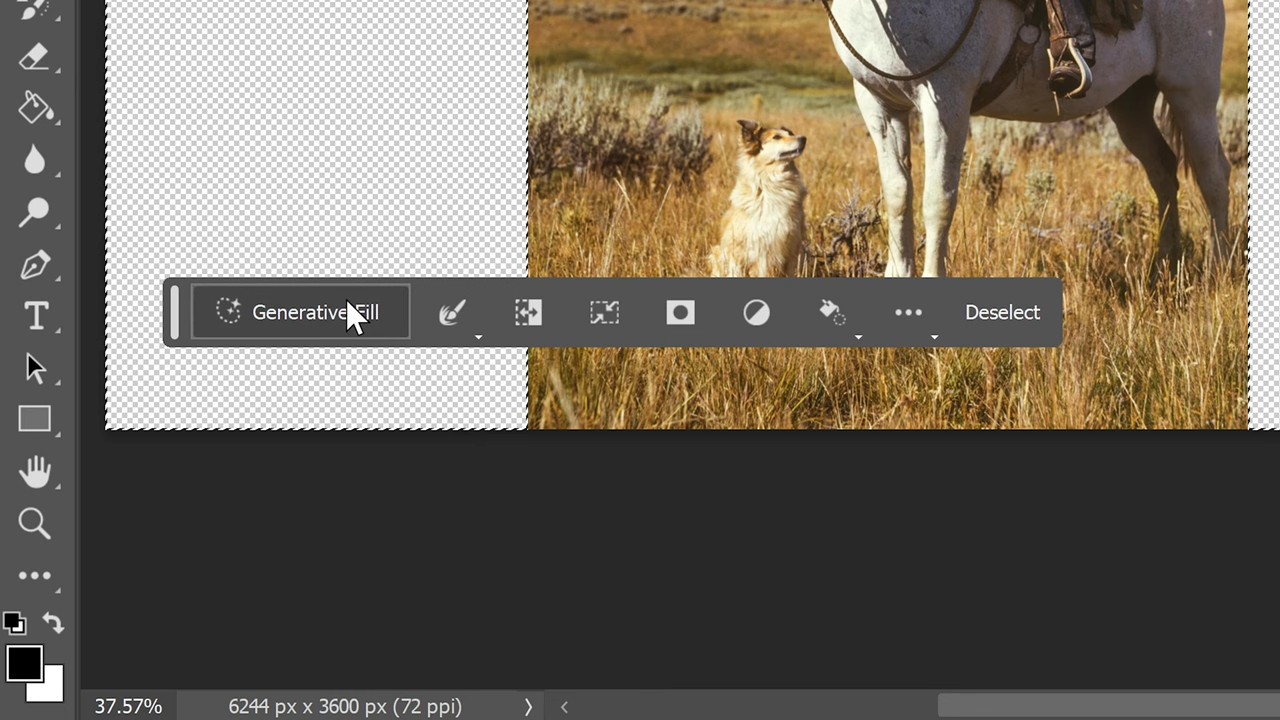 Generative Fill
Deselect
T
37.57%
6244 px x 3600 px (72 ppi)